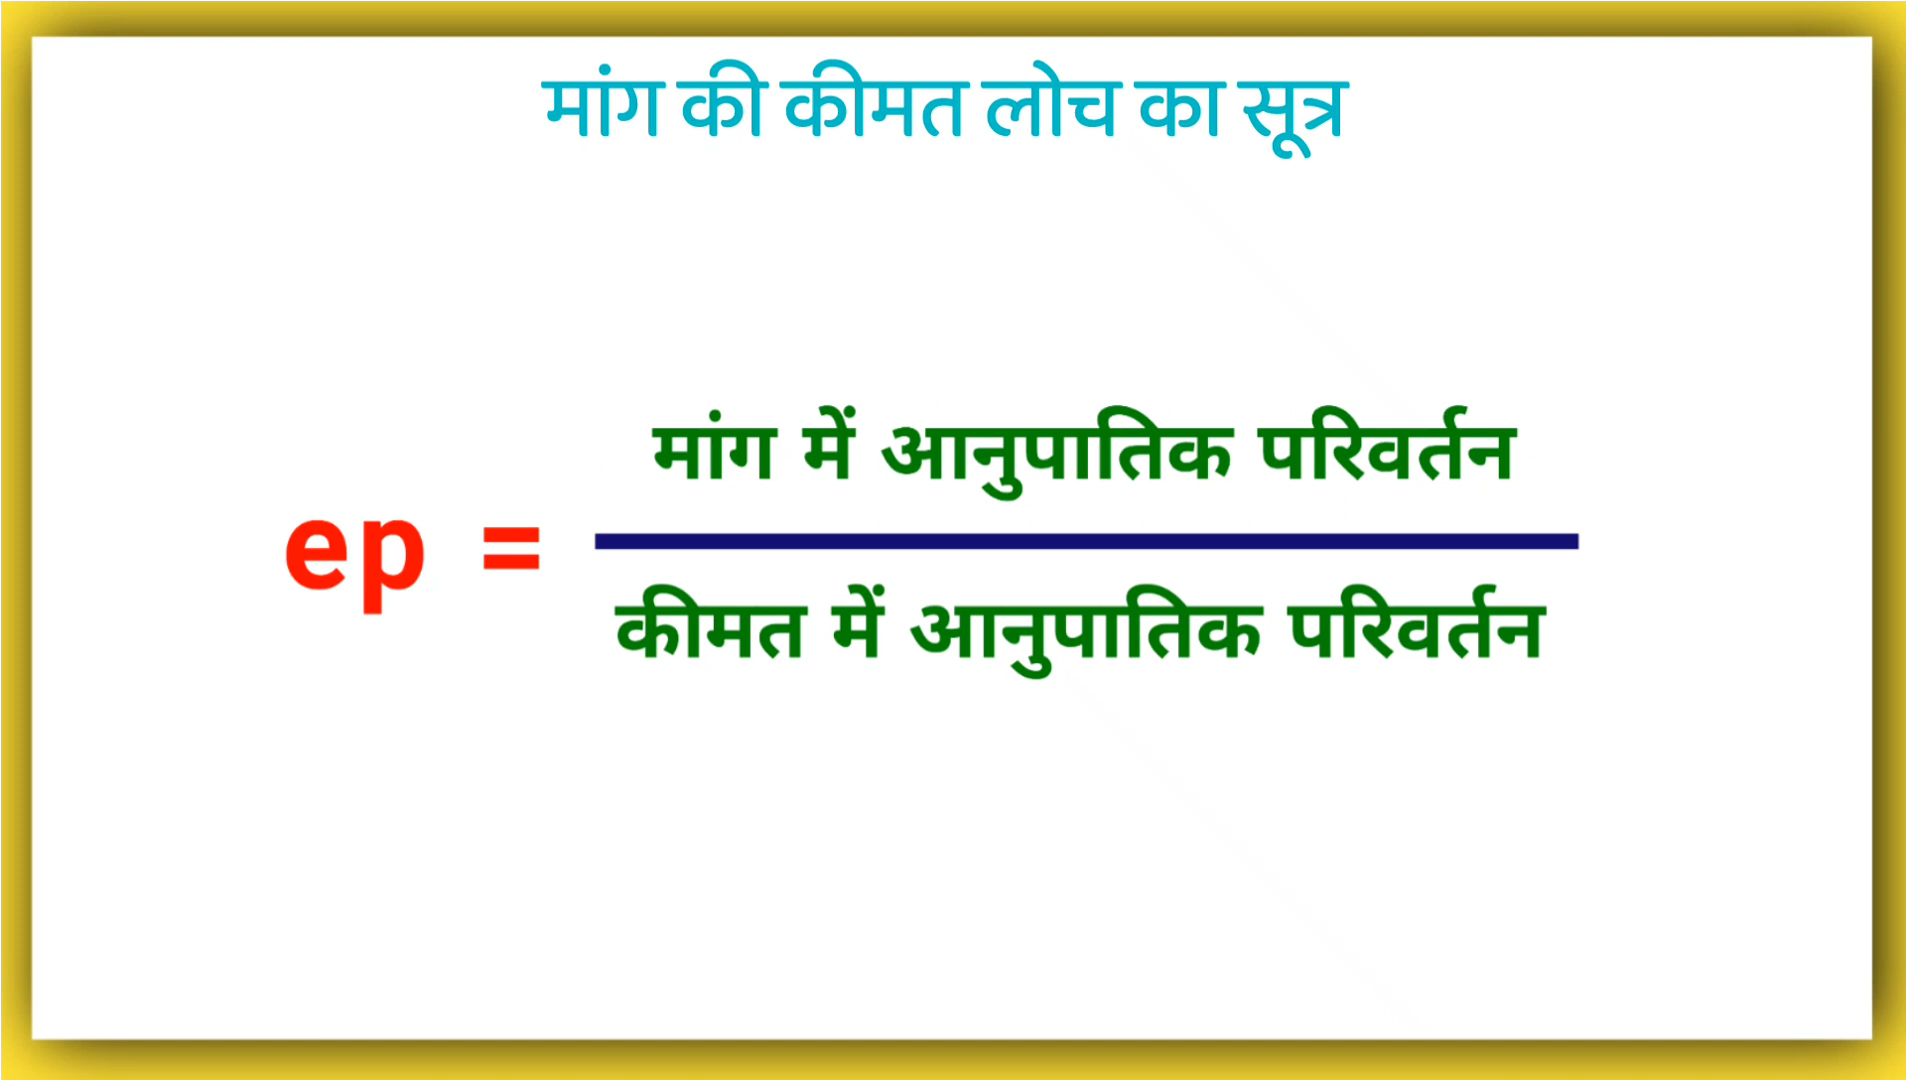 मांग की कीमत लोच का सूत्र
मांग में आनुपातिक परिवर्तन
ep =
कीमत में आनुपातिक परिवर्तन